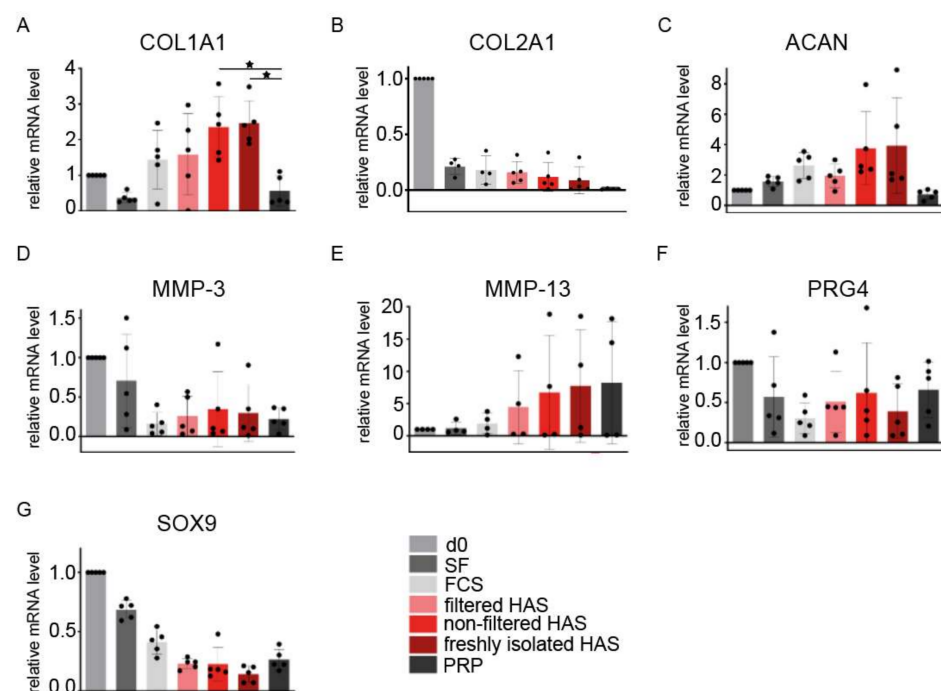 A
COL1A1
relative mRNA level
4
3
2
1
0
B
COL2A1
relative mRNA level
1.0
0.5
0.0
C
ACAN
relative mRNA level
8
6
4
2
0
D
MMP-3
relative mRNA level
1.5
1.0
0.5
0.0
E
MMP-13
relative mRNA level
20
15
10
5
0
F
PRG4
relative mRNA level
1.5
1.0
0.5
0.0
G
SOX9
relative mRNA level
1.0
0.5
0.0
d0
SF
FCS
filtered HAS
non-filtered HAS
freshly isolated HAS
PRP